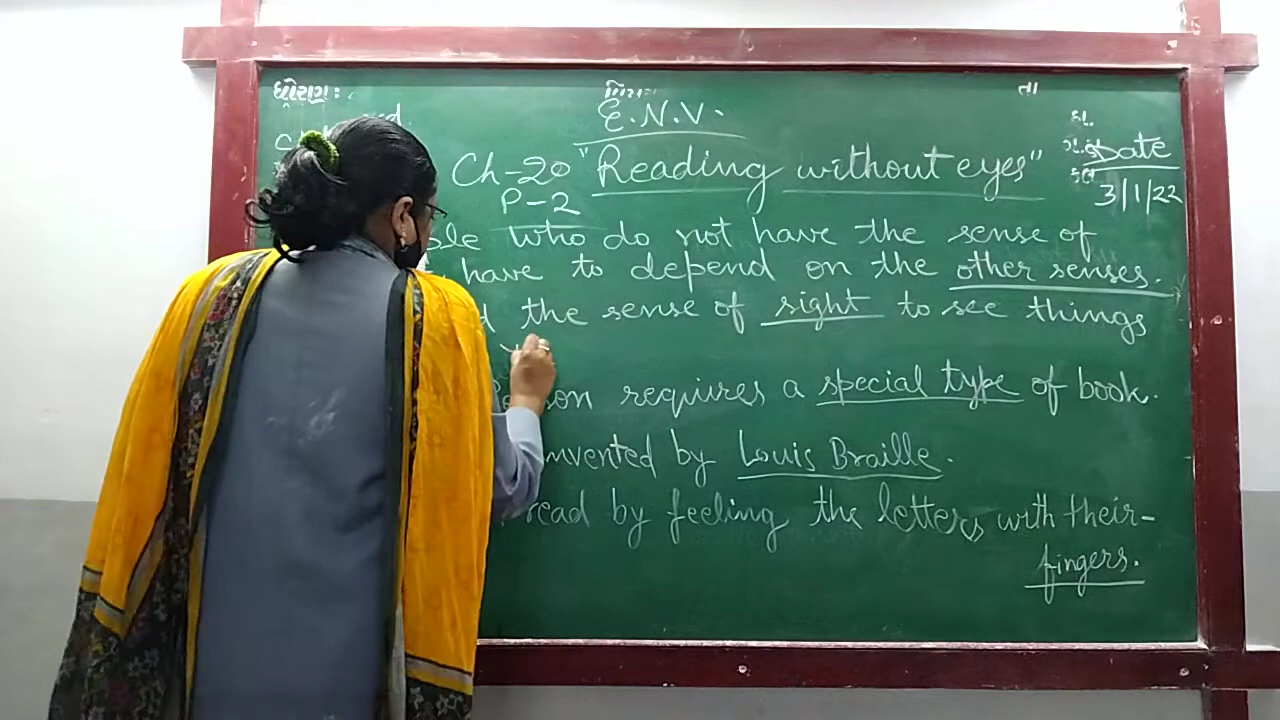 ધોરણ :
E.N.V.
Date
Ch-20 "Reading without eyes"
3/1/22
P-2
who do not have the sense of
have to depend on the other senses.
the sense of sight to see things
requires a special type of book.
invented by Louis Braille.
read by feeling the letters with their-
fingers.